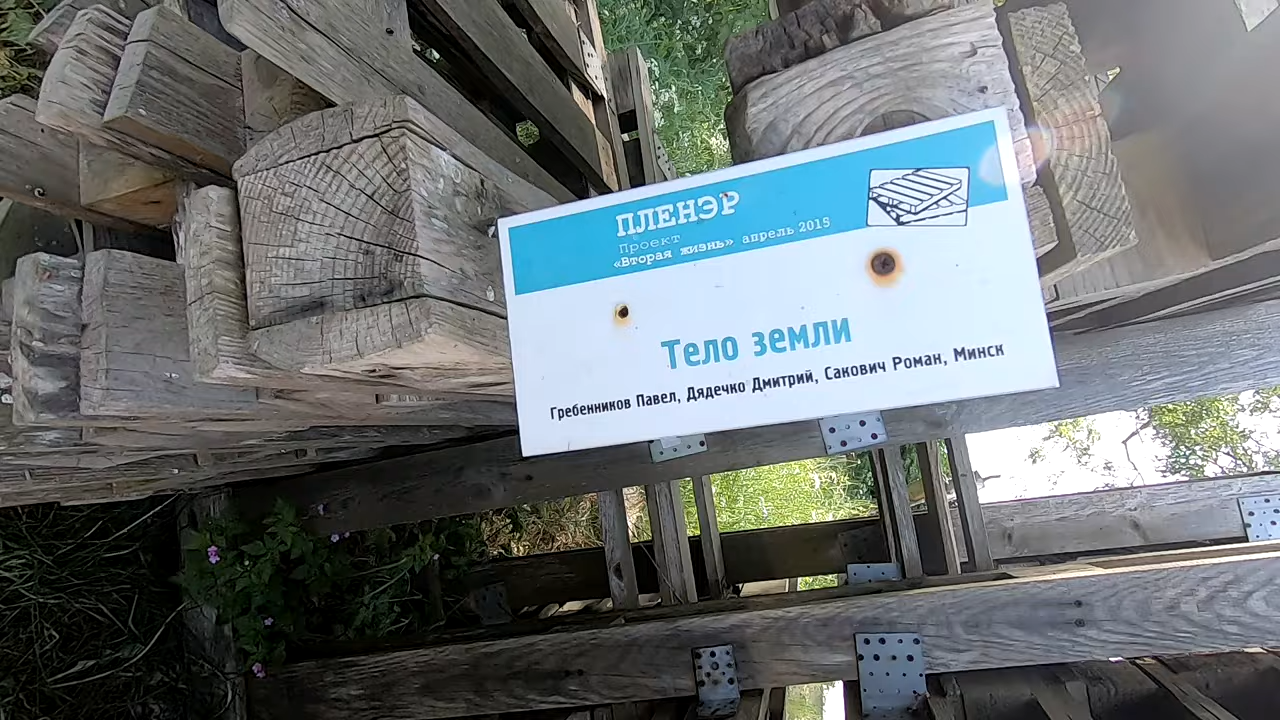 ПЛЕНЭР
Проект
«Вторая жизнь» апрель 2015
Тело земли
Гребенников Павел, Дядечко Дмитрий, Сакович Роман, Минск